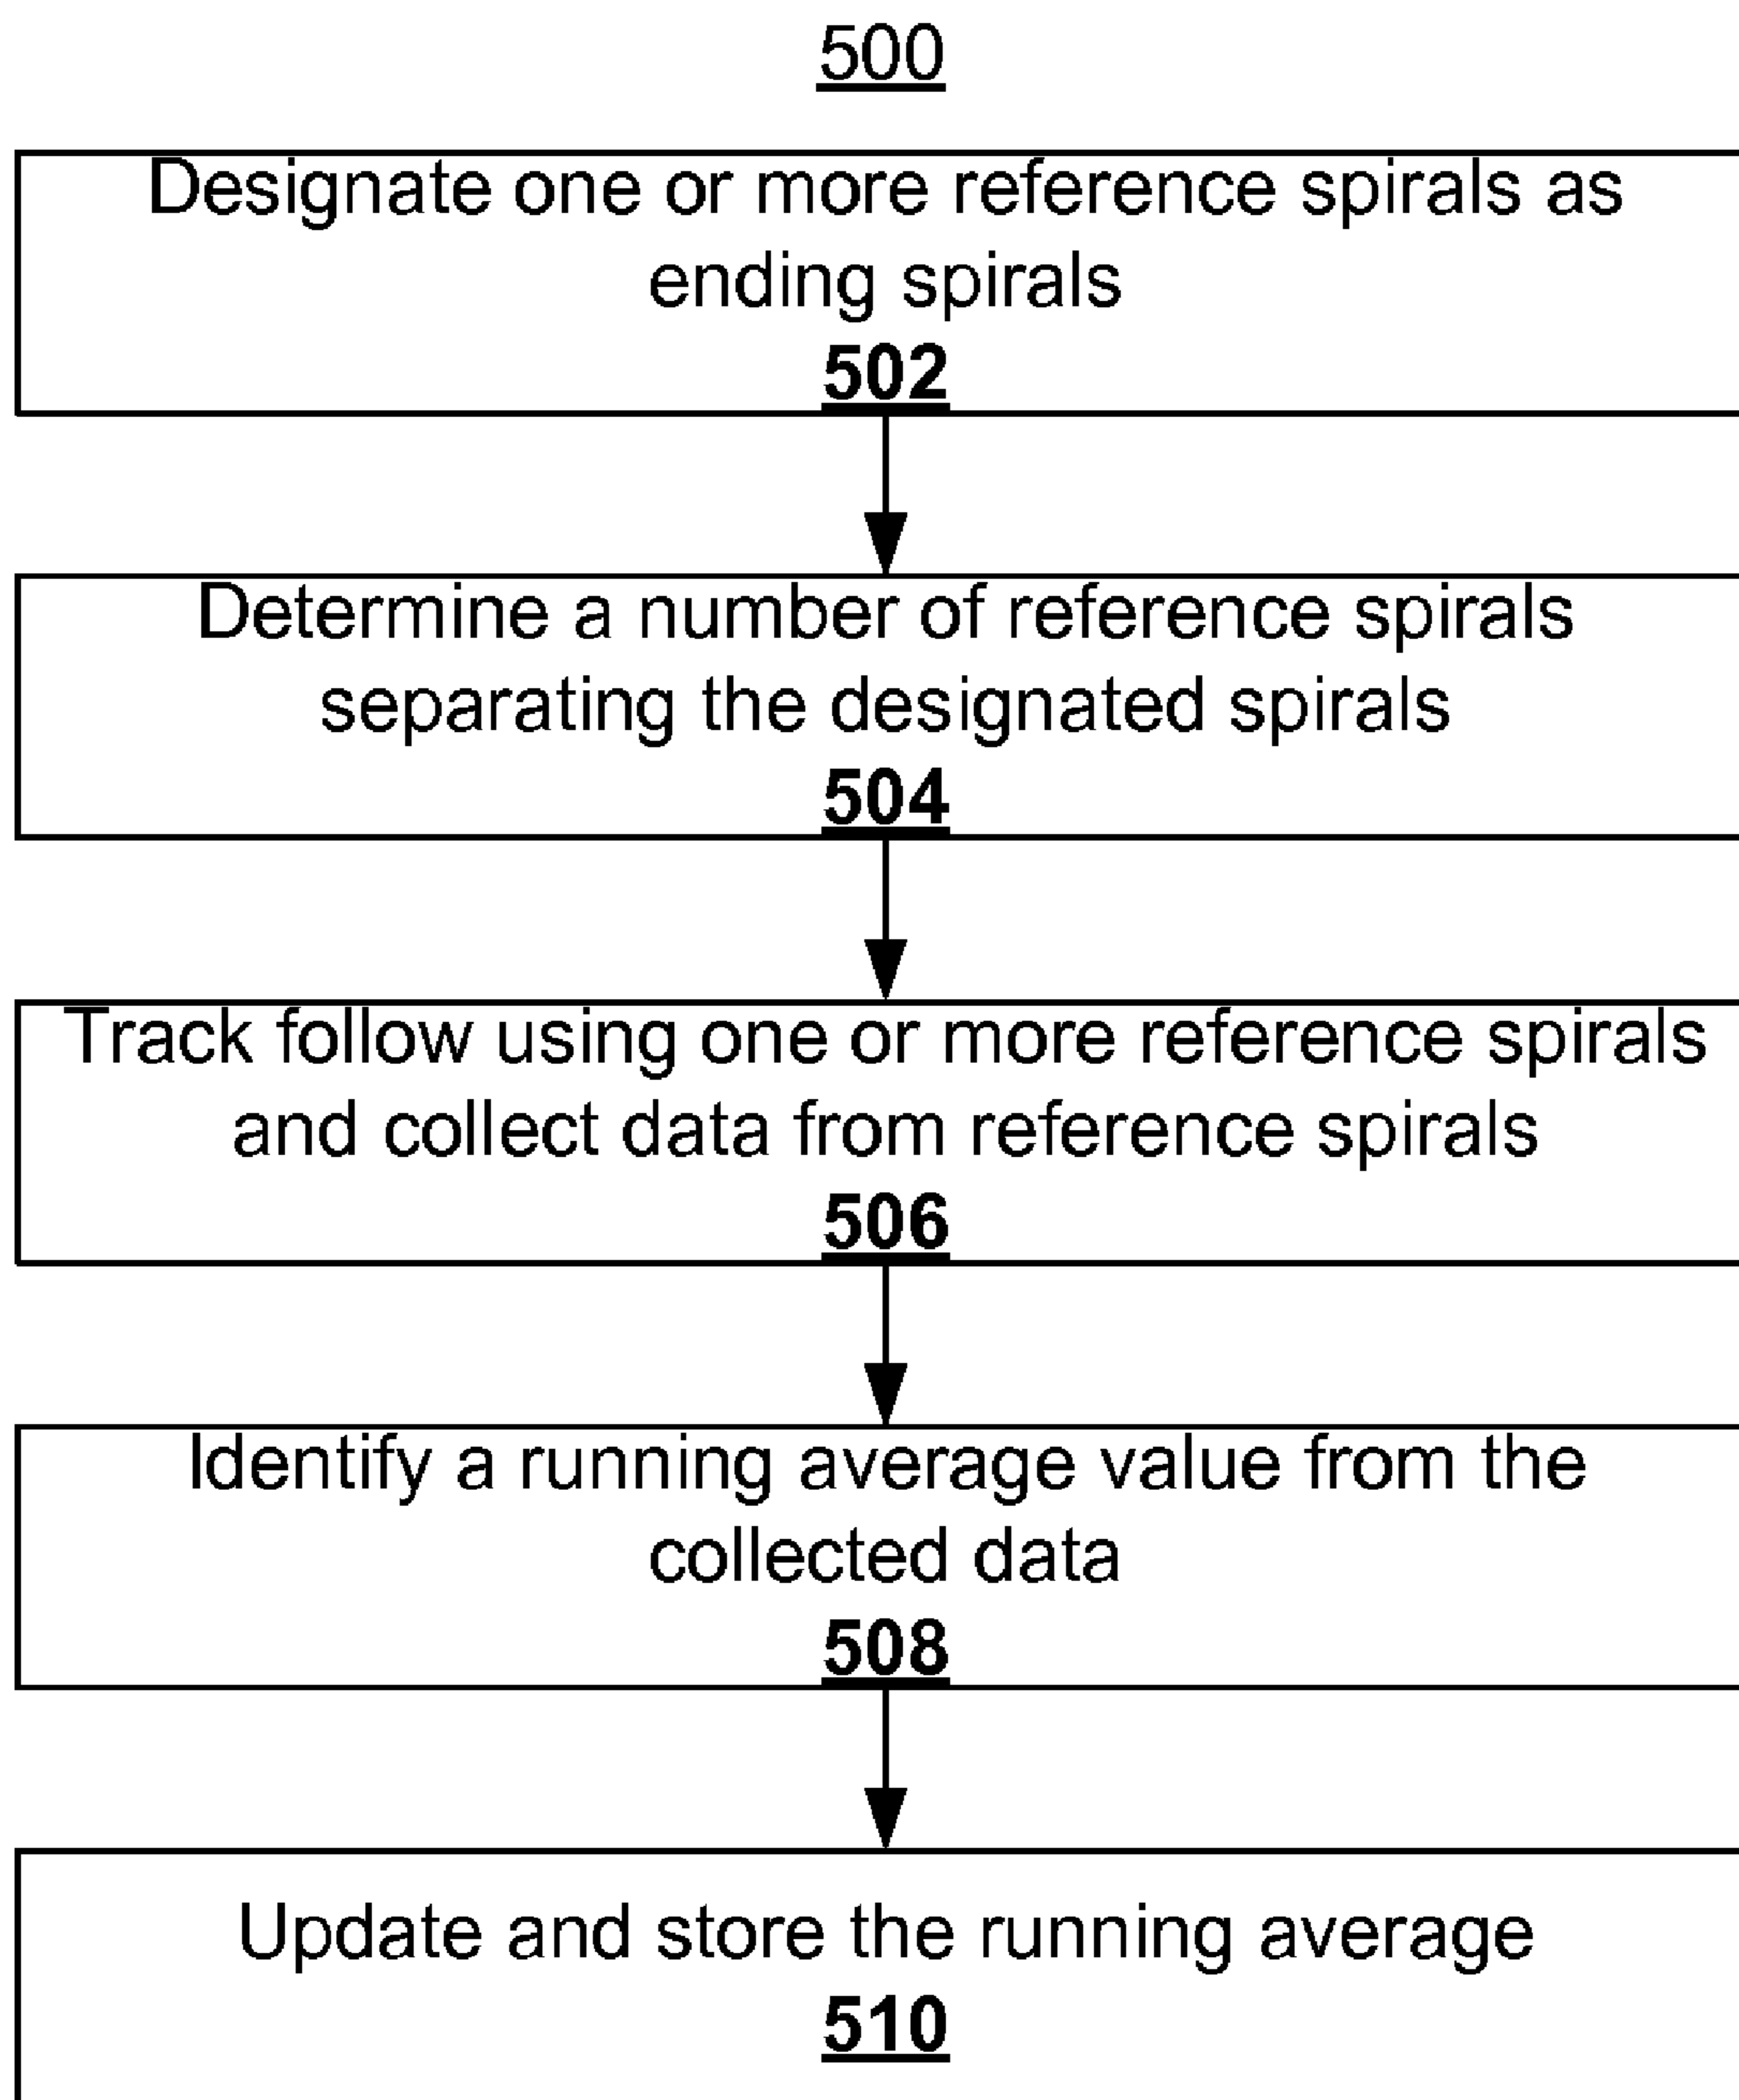 500
Designate one or more reference spirals as
ending spirals
502
Determine a number of reference spirals
separating the designated spirals
504
Track follow using one or more reference spirals
and collect data from reference spirals
506
Identify a running average value from the
collected data
508
Update and store the running average
510